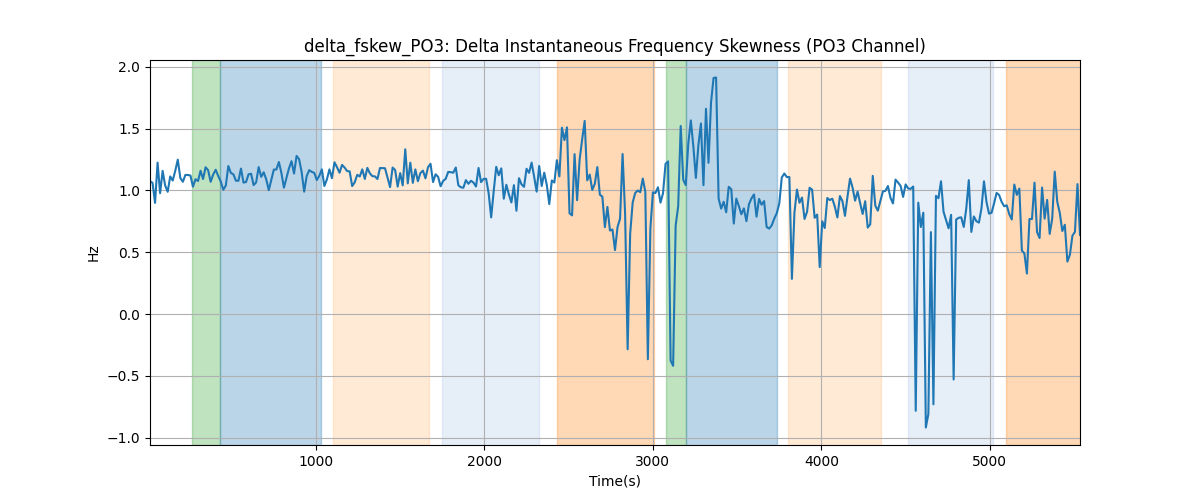 delta_fskew_PO3: Delta Instantaneous Frequency Skewness (PO3 Channel)
2.0
1.5
1.0
0.5
0.0
−0.5
−1.0
Hz
1000 2000 3000 4000 5000
Time(s)